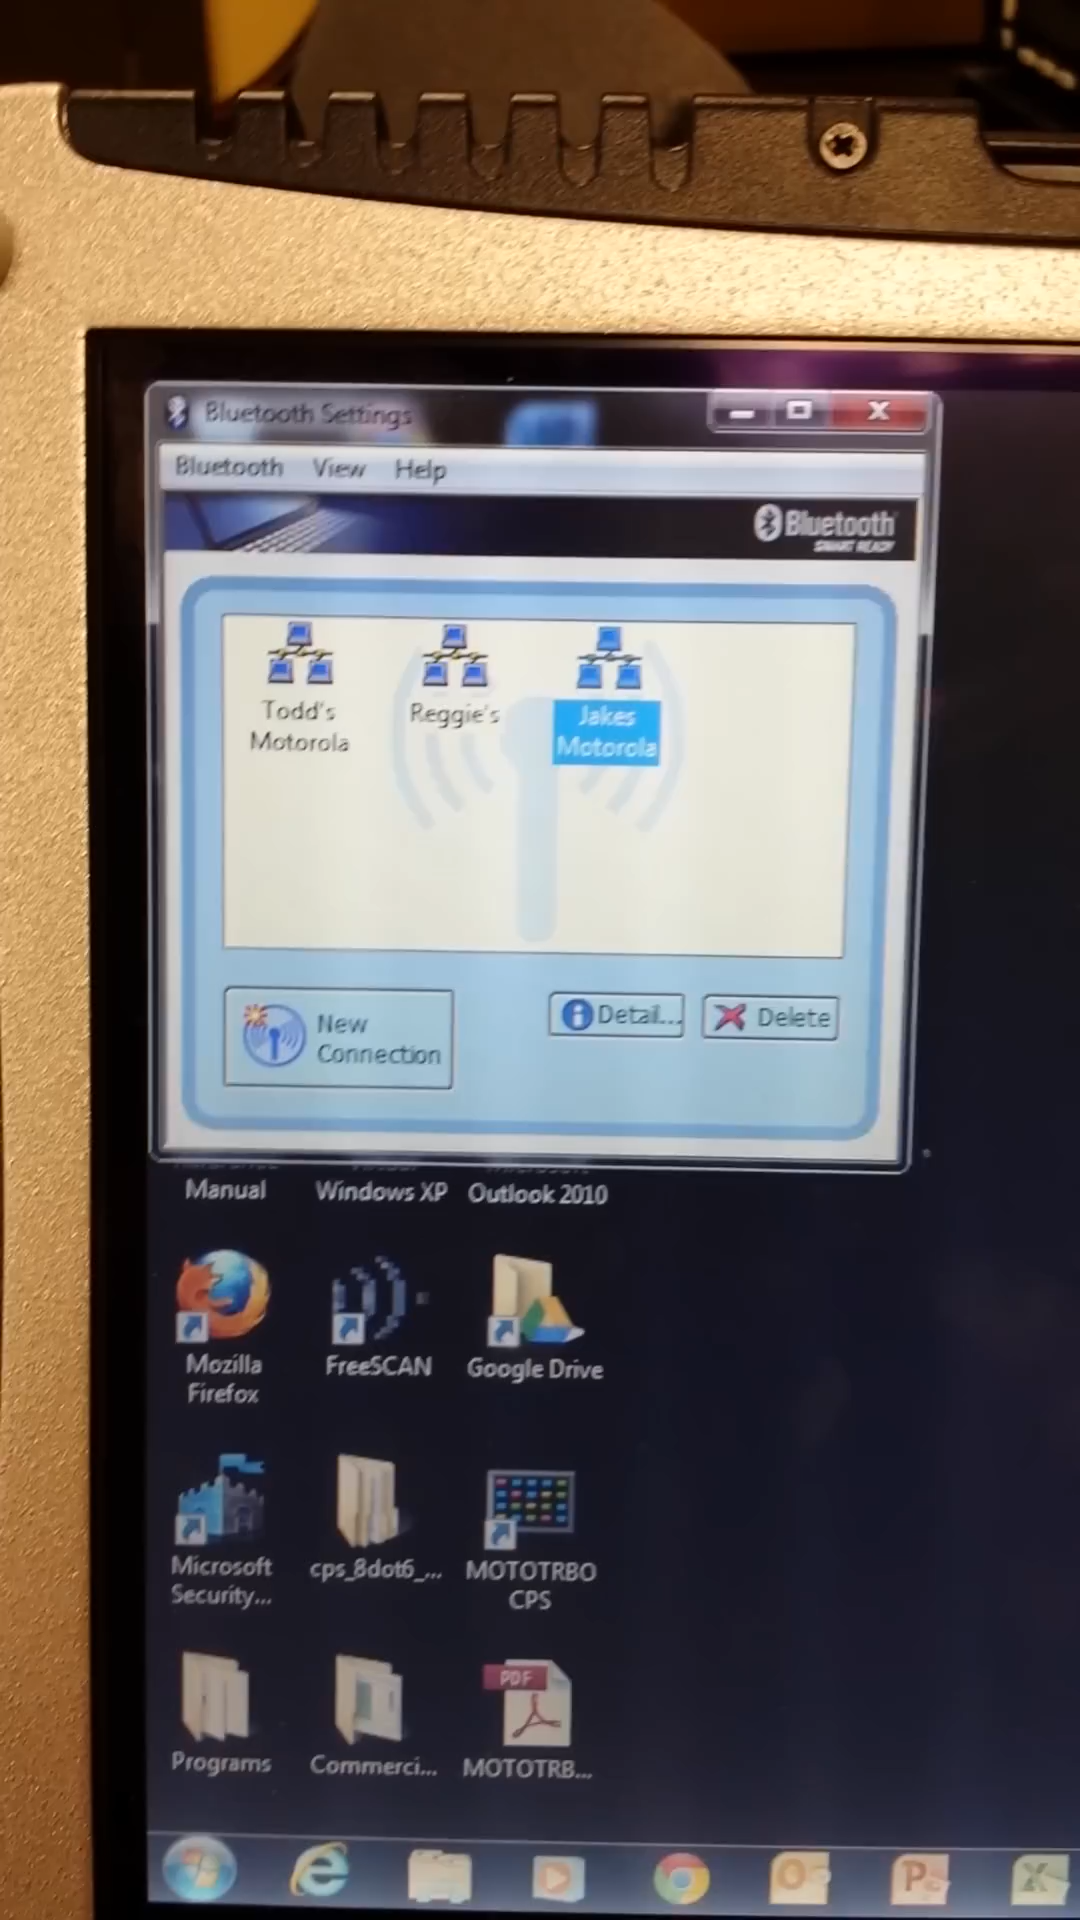 Bluetooth Settings
Bluetooth View Help
Bluetooth
SMART READY
Todd's
Motorola
Reggie's
Jakes
Motorola
New
Connection
Detail...
Delete
Manual
Windows XP
Outlook 2010
Mozilla
Firefox
FreeSCAN
Google Drive
Microsoft
Security...
cps_8dot6_...
MOTOTRBO
CPS
Programs
Commerci...
PDF
MOTOTRB...